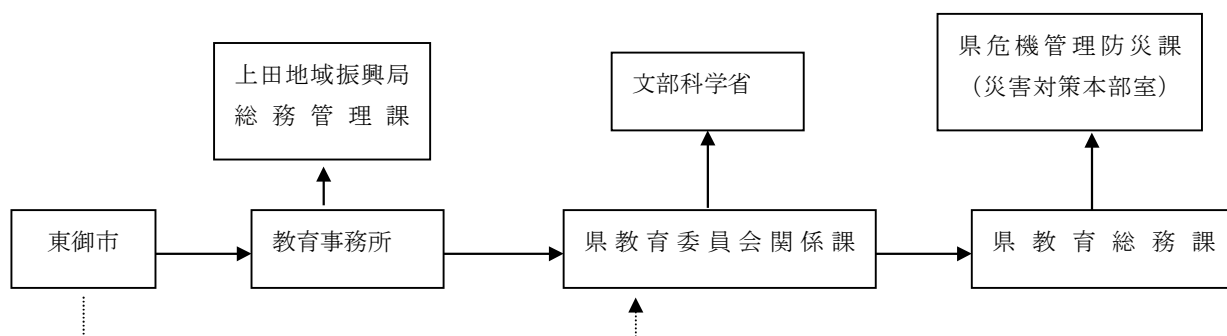 県危機管理防災課
（災害対策本部室）
上田地域振興局
総務管理課
文部科学省
東御市
教育事務所
県教育委員会関係課
県教育総務課